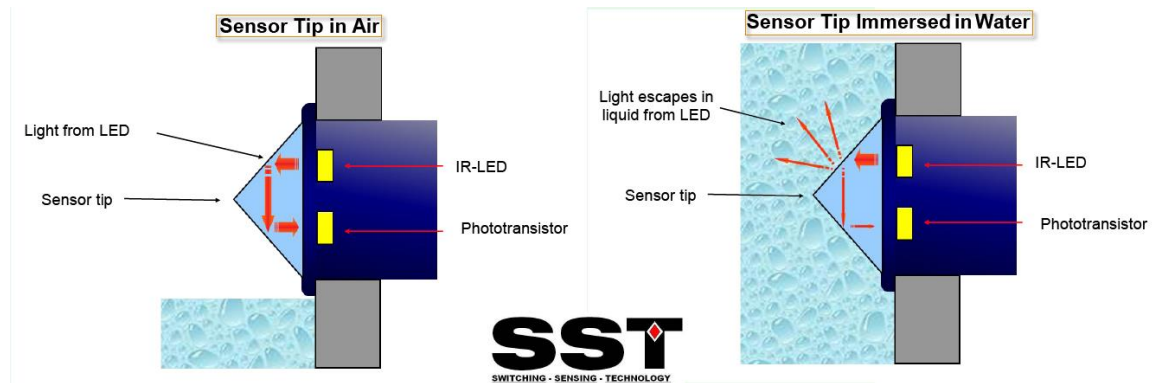 Sensor Tip in Air
Light from LED
Sensor tip
IR-LED
Phototransistor
Sensor Tip Immersed in Water
Light escapes in
liquid from LED
Sensor tip
IR-LED
Phototransistor
SST
SWITCHING - SENSING - TECHNOLOGY